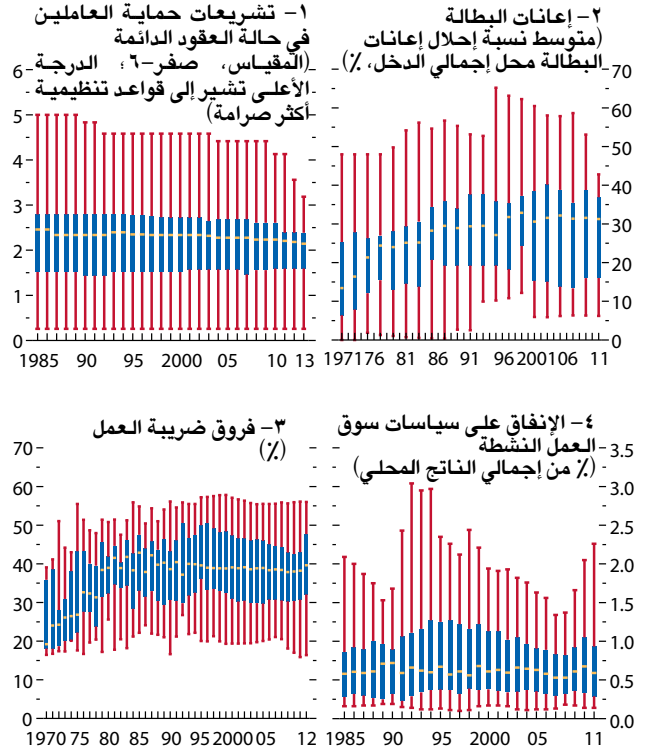 ١– تشريعات حماية العاملين
في حالة العقود الدائمة
(المقياس، صفر–٦؛ الدرجة
الأعلى تشير إلى قواعد تنظيمية
أكثر صرامة)
6
5
4
3
2
1
0
1985 90 95 2000 05 10 13
٢– إعانات البطالة
(متوسط نسبة إحلال إعانات
البطالة محل إجمالي الدخل، ٪)
70
60
50
40
30
20
10
0
1971 76 81 86 91 96 2001 06 11
٣– فروق ضريبة العمل
(٪)
70
60
50
40
30
20
10
0
1970 75 80 85 90 95 2000 05 12
٤– الإنفاق على سياسات سوق
العمل النشطة
(٪ من إجمالي الناتج المحلي)
3.5
3.0
2.5
2.0
1.5
1.0
0.5
0.0
1985 90 95 2000 05 11